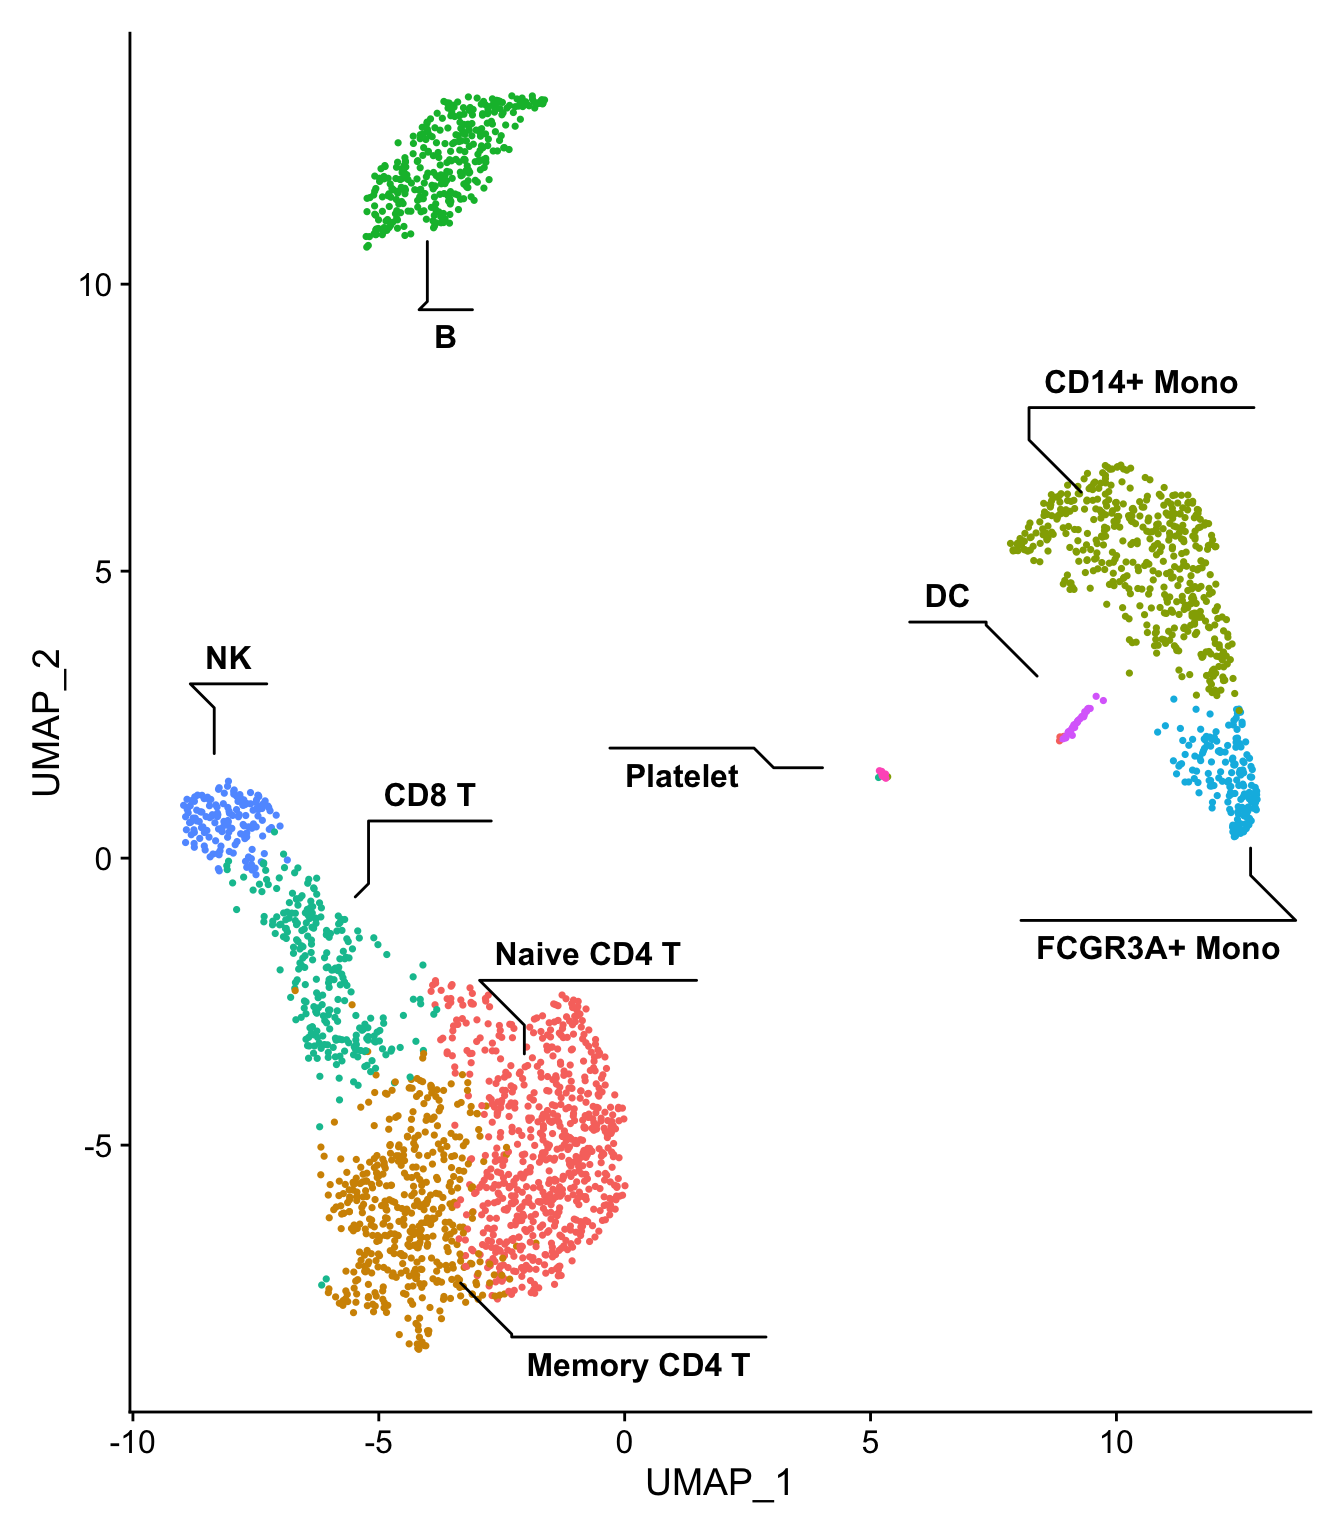 B
CD14+ Mono
DC
NK
Platelet
CD8 T
FCGR3A+ Mono
Naive CD4 T
Memory CD4 T
10
5
0
-5
UMAP_2
-10
-5
0
5
10
UMAP_1